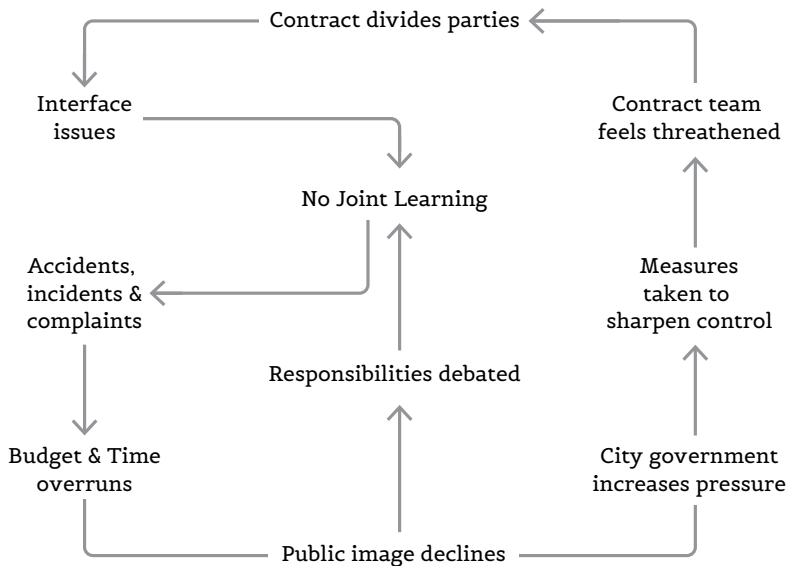 Contract divides parties
Interface
issues
Contract team
feels threathened
No Joint Learning
Accidents,
incidents &
complaints
Measures
taken to
sharpen control
Responsibilities debated
Budget & Time
overruns
City government
increases pressure
Public image declines